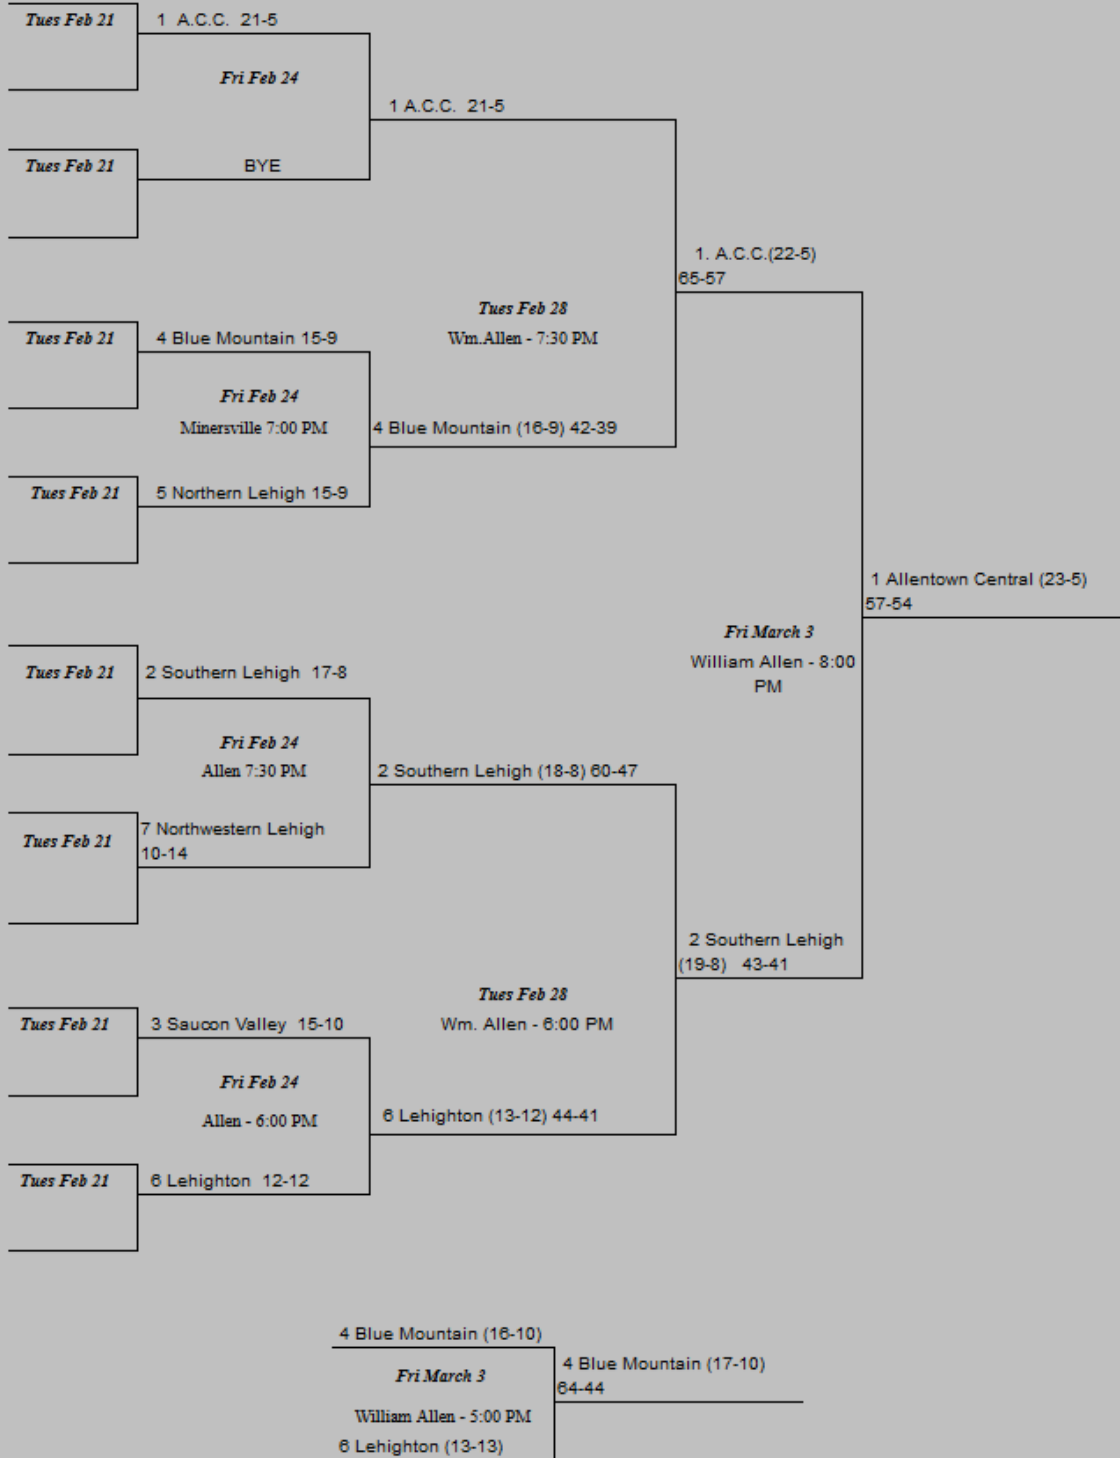 Tues Feb 21
1 A.C.C. 21-5
Fri Feb 24
1 A.C.C. 21-5
Tues Feb 21
BYE
1. A.C.C.(22-5)
65-57
Tues Feb 28
Wm.Allen - 7:30 PM
Tues Feb 21
4 Blue Mountain 15-9
Fri Feb 24
Minersville 7:00 PM
4 Blue Mountain (16-9) 42-39
Tues Feb 21
5 Northern Lehigh 15-9
1 Allentown Central (23-5)
57-54
Fri March 3
William Allen - 8:00
PM
Tues Feb 21
2 Southern Lehigh 17-8
Fri Feb 24
Allen 7:30 PM
2 Southern Lehigh (18-8) 60-47
Tues Feb 21
7 Northwestern Lehigh
10-14
2 Southern Lehigh
(19-8) 43-41
Tues Feb 28
Wm. Allen - 6:00 PM
Tues Feb 21
3 Saucon Valley 15-10
Fri Feb 24
Allen - 6:00 PM
6 Lehighton (13-12) 44-41
Tues Feb 21
6 Lehighton 12-12
4 Blue Mountain (16-10)
Fri March 3
4 Blue Mountain (17-10)
64-44
William Allen - 5:00 PM
6 Lehighton (13-13)